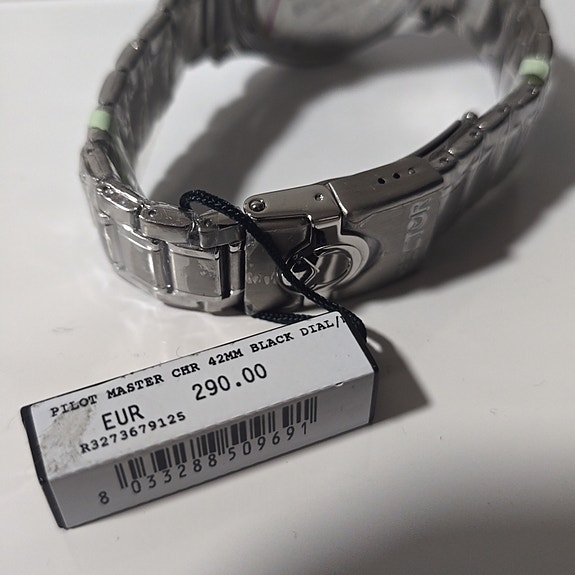 PILOT MASTER CHR 42MM BLACK DIAL/
EUR 290.00
R3273679125
8 033288 509691